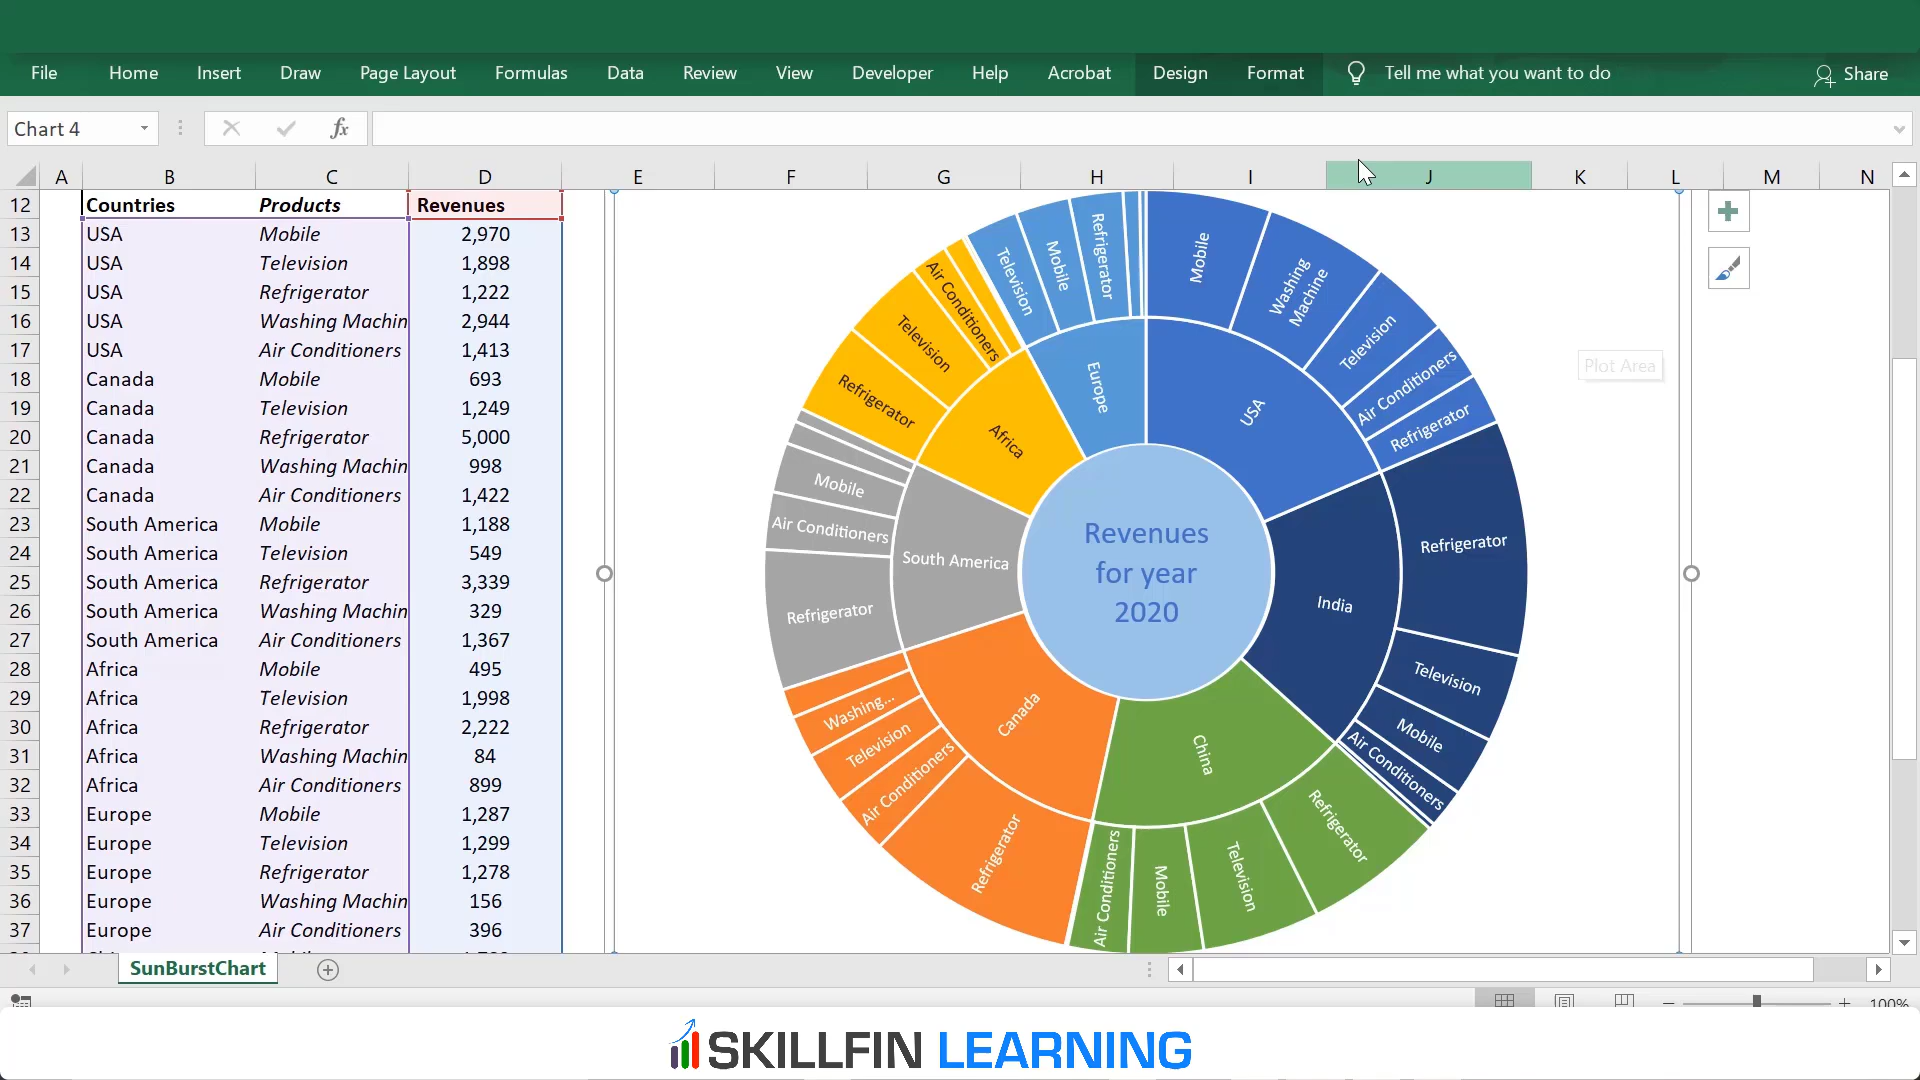 File Home Insert Draw Page Layout Formulas Data Review View Developer Help Acrobat Design Format Tell me what you want to do Share
Chart 4 fx
A B C D E F G H I J K L M N
12 Countries Products Revenues
13 USA Mobile 2,970
14 USA Television 1,898
15 USA Refrigerator 1,222
16 USA Washing Machin 2,944
17 USA Air Conditioners 1,413
18 Canada Mobile 693
19 Canada Television 1,249
20 Canada Refrigerator 5,000
21 Canada Washing Machin 998
22 Canada Air Conditioners 1,422
23 South America Mobile 1,188
24 South America Television 549
25 South America Refrigerator 3,339
26 South America Washing Machin 329
27 South America Air Conditioners 1,367
28 Africa Mobile 495
29 Africa Television 1,998
30 Africa Refrigerator 2,222
31 Africa Washing Machin 84
32 Africa Air Conditioners 899
33 Europe Mobile 1,287
34 Europe Television 1,299
35 Europe Refrigerator 1,278
36 Europe Washing Machin 156
37 Europe Air Conditioners 396
Revenues
for year
2020
USA
Mobile
Washing
Machine
Television
Air Conditioners
Refrigerator
India
Refrigerator
Television
Mobile
Air Conditioners
China
Refrigerator
Television
Mobile
Air Conditioners
Canada
Refrigerator
Air Conditioners
Television
Washing...
South America
Refrigerator
Air Conditioners
Mobile
Africa
Refrigerator
Television
Air Conditioners
Europe
Television
Mobile
Refrigerator
Plot Area
SunBurstChart
100%
SKILLFIN LEARNING